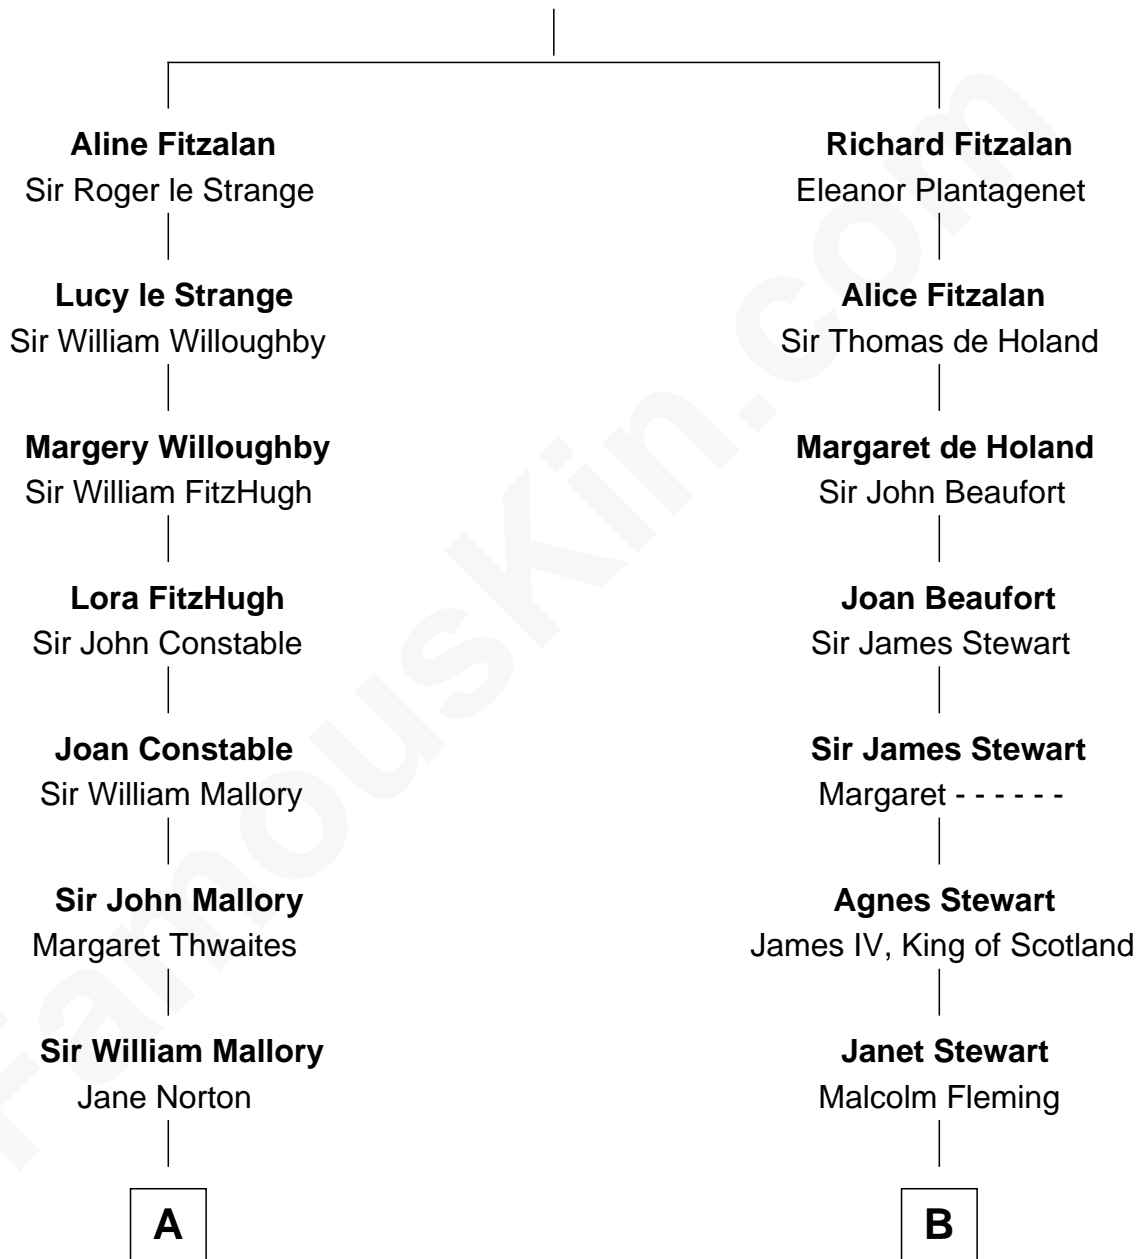 Aline Fitzalan
Sir Roger le Strange
Lucy le Strange
Sir William Willoughby
Margery Willoughby
Sir William FitzHugh
Lora FitzHugh
Sir John Constable
Joan Constable
Sir William Mallory
Sir John Mallory
Margaret Thwaites
Sir William Mallory
Jane Norton
A
Richard Fitzalan
Eleanor Plantagenet
Alice Fitzalan
Sir Thomas de Holand
Margaret de Holand
Sir John Beaufort
Joan Beaufort
Sir James Stewart
Sir James Stewart
Margaret - - - - - -
Agnes Stewart
James IV, King of Scotland
Janet Stewart
Malcolm Fleming
B
FamousKin.com